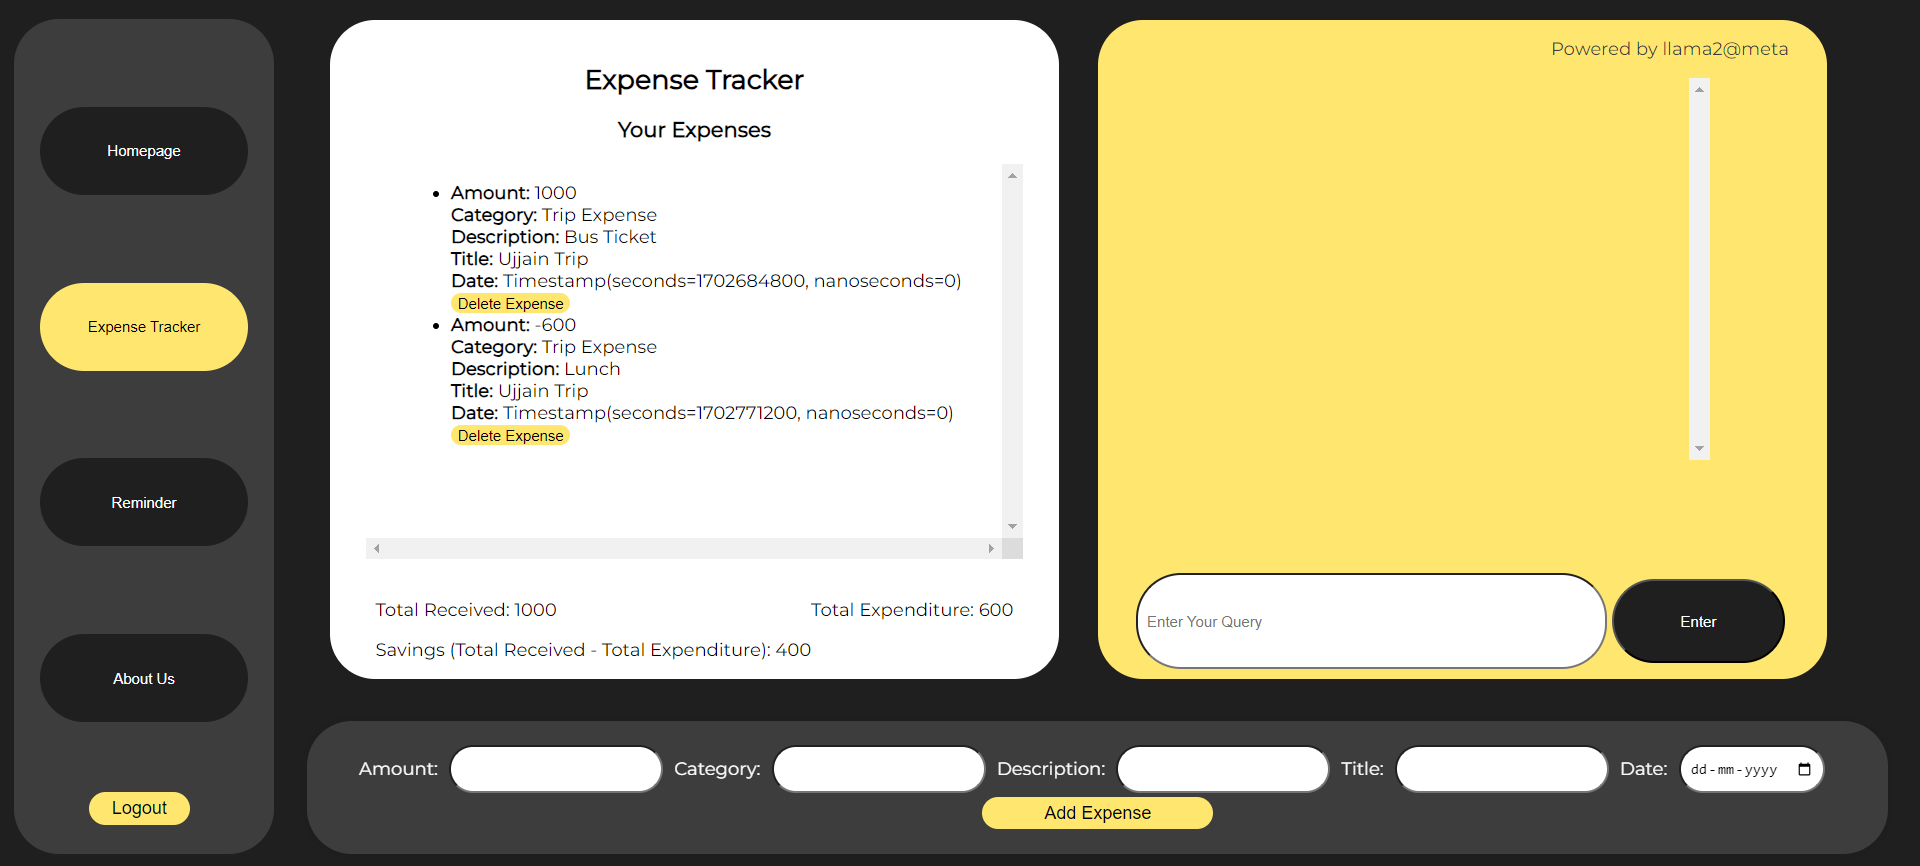 Homepage
Expense Tracker
Reminder
About Us
Logout
Expense Tracker
Your Expenses
Amount: 1000
Category: Trip Expense
Description: Bus Ticket
Title: Ujjain Trip
Date: Timestamp(seconds=1702684800, nanoseconds=0)
Delete Expense
Amount: -600
Category: Trip Expense
Description: Lunch
Title: Ujjain Trip
Date: Timestamp(seconds=1702771200, nanoseconds=0)
Delete Expense
Total Received: 1000 Total Expenditure: 600
Savings (Total Received - Total Expenditure): 400
Powered by llama2@meta
Enter Your Query Enter
Amount: Category: Description: Title: Date: dd-mm-yyyy
Add Expense